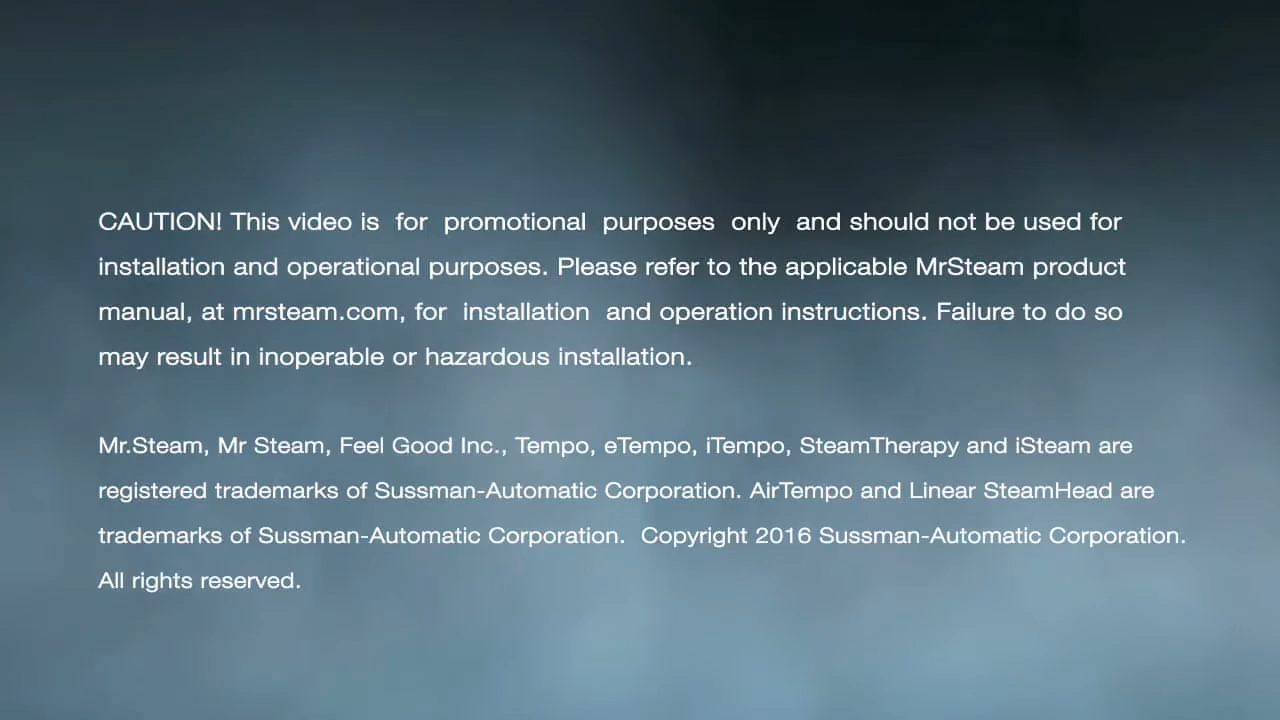 CAUTION! This video is for promotional purposes only and should not be used for
installation and operational purposes. Please refer to the applicable MrSteam product
manual, at mrsteam.com, for installation and operation instructions. Failure to do so
may result in inoperable or hazardous installation.
Mr.Steam, Mr Steam, Feel Good Inc., Tempo, eTempo, iTempo, SteamTherapy and iSteam are
registered trademarks of Sussman-Automatic Corporation. AirTempo and Linear SteamHead are
trademarks of Sussman-Automatic Corporation. Copyright 2016 Sussman-Automatic Corporation.
All rights reserved.